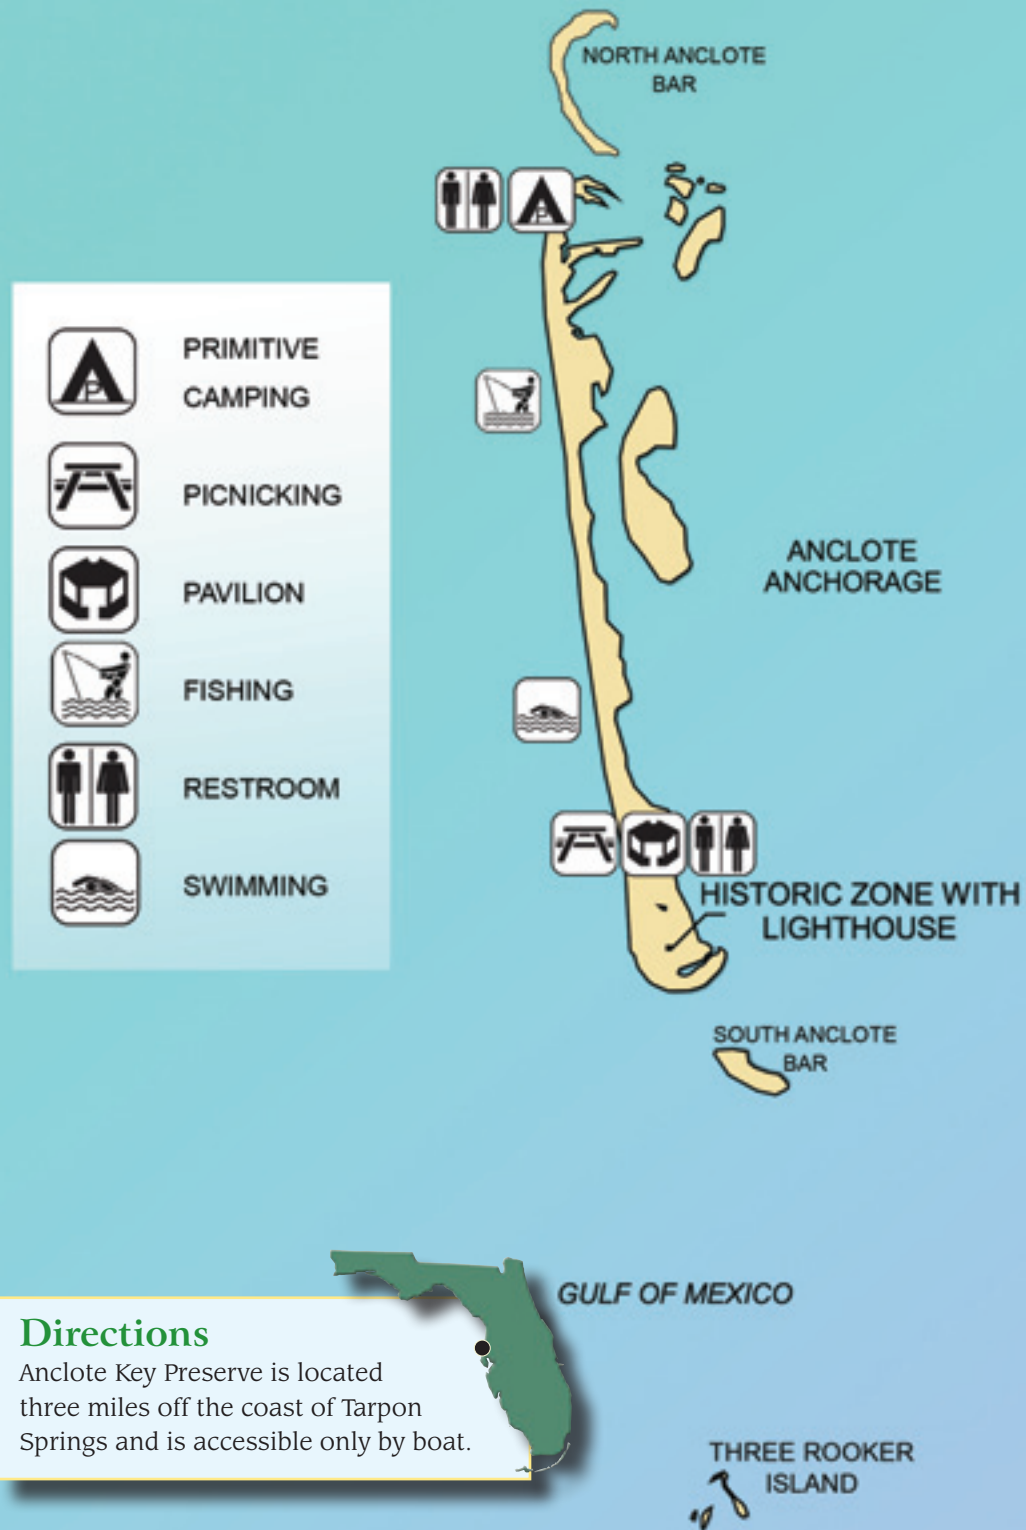 NORTH ANCLOTE
BAR
PRIMITIVE
CAMPING
PICNICKING
PAVILION
FISHING
RESTROOM
SWIMMING
P
P
ANCLOTE
ANCHORAGE
HISTORIC ZONE WITH
LIGHTHOUSE
SOUTH ANCLOTE
BAR
GULF OF MEXICO
Directions
Anclote Key Preserve is located
three miles off the coast of Tarpon
Springs and is accessible only by boat.
THREE ROOKER
ISLAND